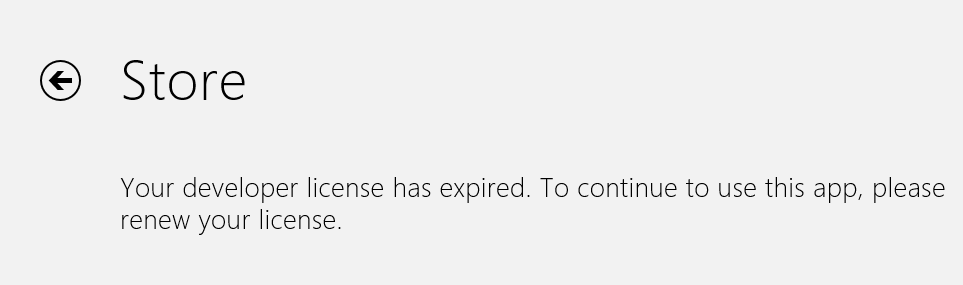 Store
Your developer license has expired. To continue to use this app, please
renew your license.